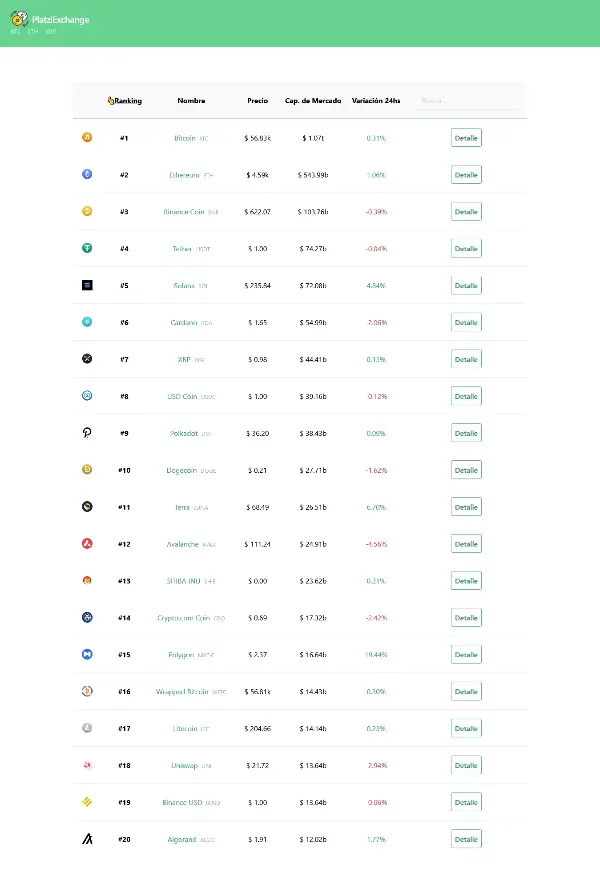 PlatziExchange
BTC ETH XRP
Ranking Nombre Precio Cap. de Mercado Variación 24hs Buscar...
#1 Bitcoin BTC $ 56.83k $ 1.07t 0.31% Detalle
#2 Ethereum ETH $ 4.59k $ 543.99b 1.06% Detalle
#3 Binance Coin BNB $ 622.07 $ 103.76b -0.39% Detalle
#4 Tether USDT $ 1.00 $ 74.27b -0.04% Detalle
#5 Solana SOL $ 235.84 $ 72.08b 4.84% Detalle
#6 Cardano ADA $ 1.65 $ 54.99b -2.06% Detalle
#7 XRP XRP $ 0.98 $ 44.41b 0.15% Detalle
#8 USD Coin USDC $ 1.00 $ 39.16b -0.12% Detalle
#9 Polkadot DOT $ 36.20 $ 38.43b 0.09% Detalle
#10 Dogecoin DOGE $ 0.21 $ 27.71b -1.62% Detalle
#11 Terra LUNA $ 68.49 $ 26.51b 6.70% Detalle
#12 Avalanche AVAX $ 111.24 $ 24.91b -4.56% Detalle
#13 SHIBA INU SHIB $ 0.00 $ 23.62b 0.21% Detalle
#14 Crypto.com Coin CRO $ 0.69 $ 17.32b -2.42% Detalle
#15 Polygon MATIC $ 2.37 $ 16.64b 19.44% Detalle
#16 Wrapped Bitcoin WBTC $ 56.81k $ 14.43b 0.30% Detalle
#17 Litecoin LTC $ 204.66 $ 14.14b 0.23% Detalle
#18 Uniswap UNI $ 21.72 $ 13.64b -2.94% Detalle
#19 Binance USD BUSD $ 1.00 $ 13.64b -0.06% Detalle
#20 Algorand ALGO $ 1.91 $ 12.02b 1.77% Detalle